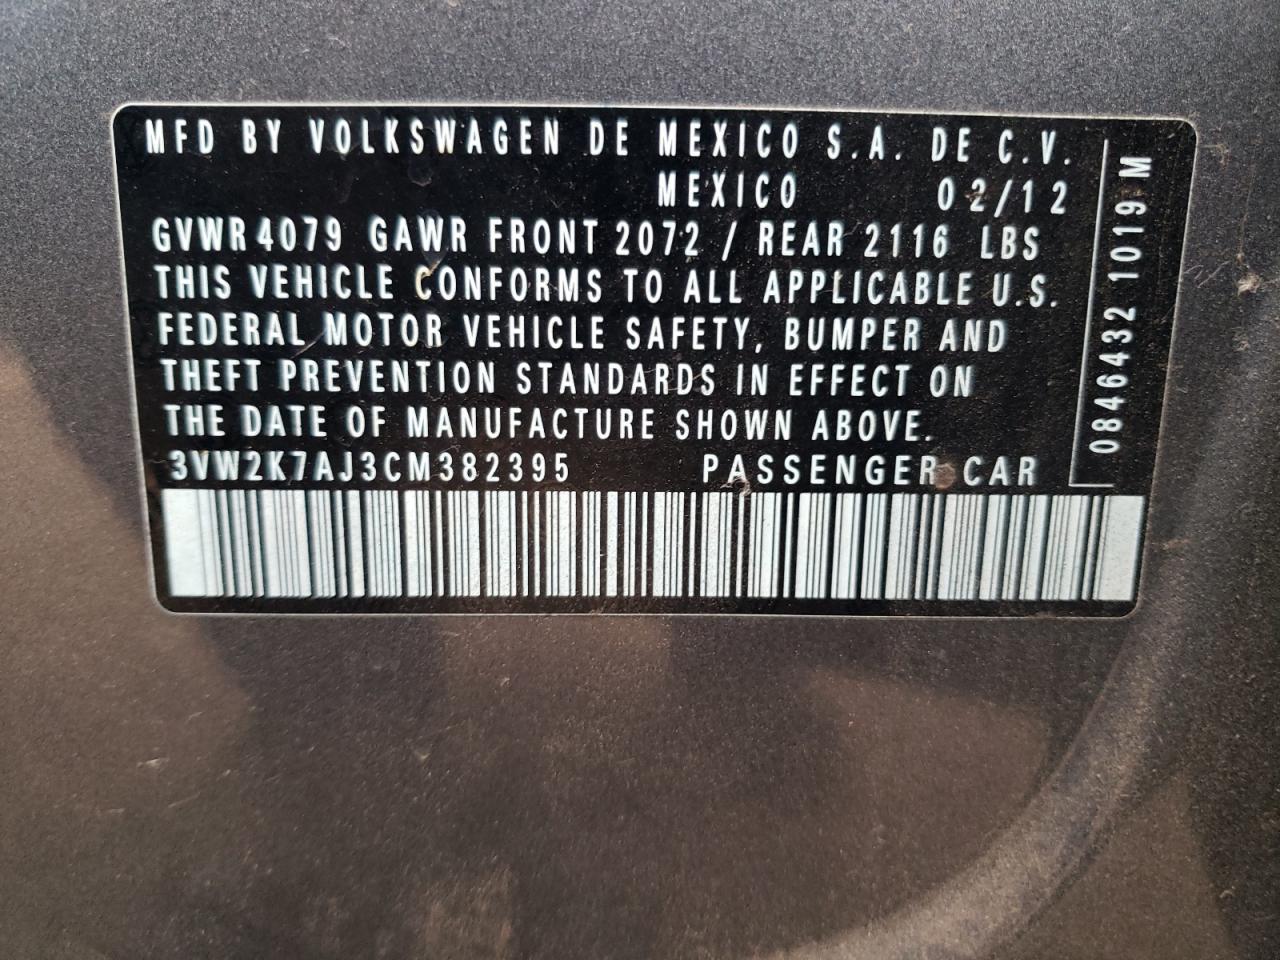 MFD BY VOLKSWAGEN DE MEXICO S.A. DE C.V.
MEXICO 02/12
GVWR 4079 GAWR FRONT 2072 / REAR 2116 LBS
THIS VEHICLE CONFORMS TO ALL APPLICABLE U.S.
FEDERAL MOTOR VEHICLE SAFETY, BUMPER AND
THEFT PREVENTION STANDARDS IN EFFECT ON
THE DATE OF MANUFACTURE SHOWN ABOVE.
3VW2K7AJ3CM382395 PASSENGER CAR
0846432 1019 M